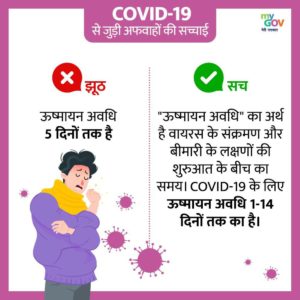 COVID-19
से जुड़ी अफवाहों की सच्चाई
my
GOV
मेरी सरकार
झूठ
ऊष्मायन अवधि
5 दिनों तक है
सच
"ऊष्मायन अवधि" का अर्थ
है वायरस के संक्रमण और
बीमारी के लक्षणों की
शुरुआत के बीच का
समय। COVID-19 के लिए
ऊष्मायन अवधि 1-14
दिनों तक का है।